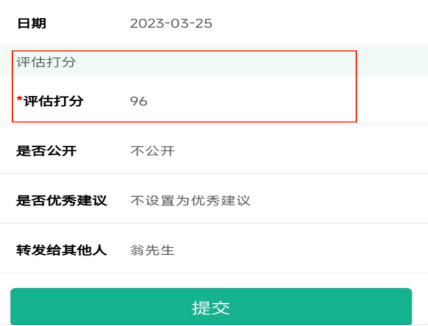 日期 2023-03-25
评估打分
*评估打分 96
是否公开 不公开
是否优秀建议 不设置为优秀建议
转发给其他人 翁先生
提交